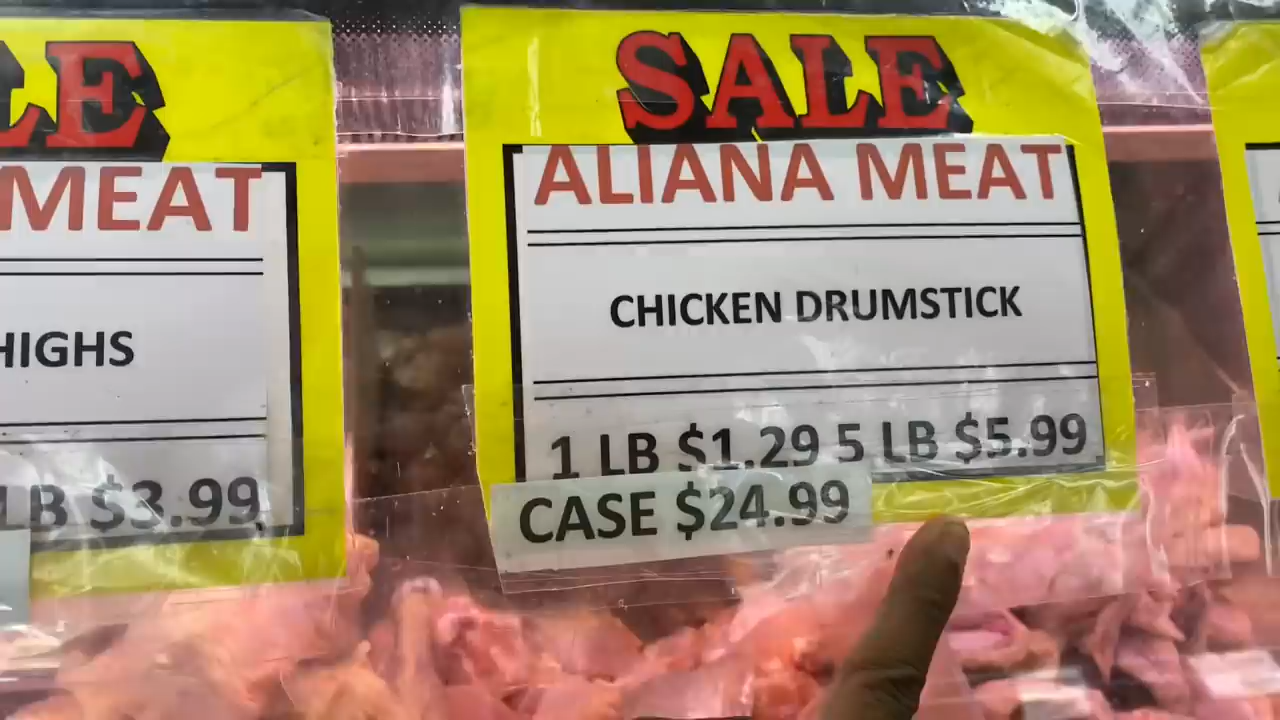 LE
MEAT
HIGHS
LB $3.99
SALE
ALIANA MEAT
CHICKEN DRUMSTICK
1 LB $1.29 5 LB $5.99
CASE $24.99